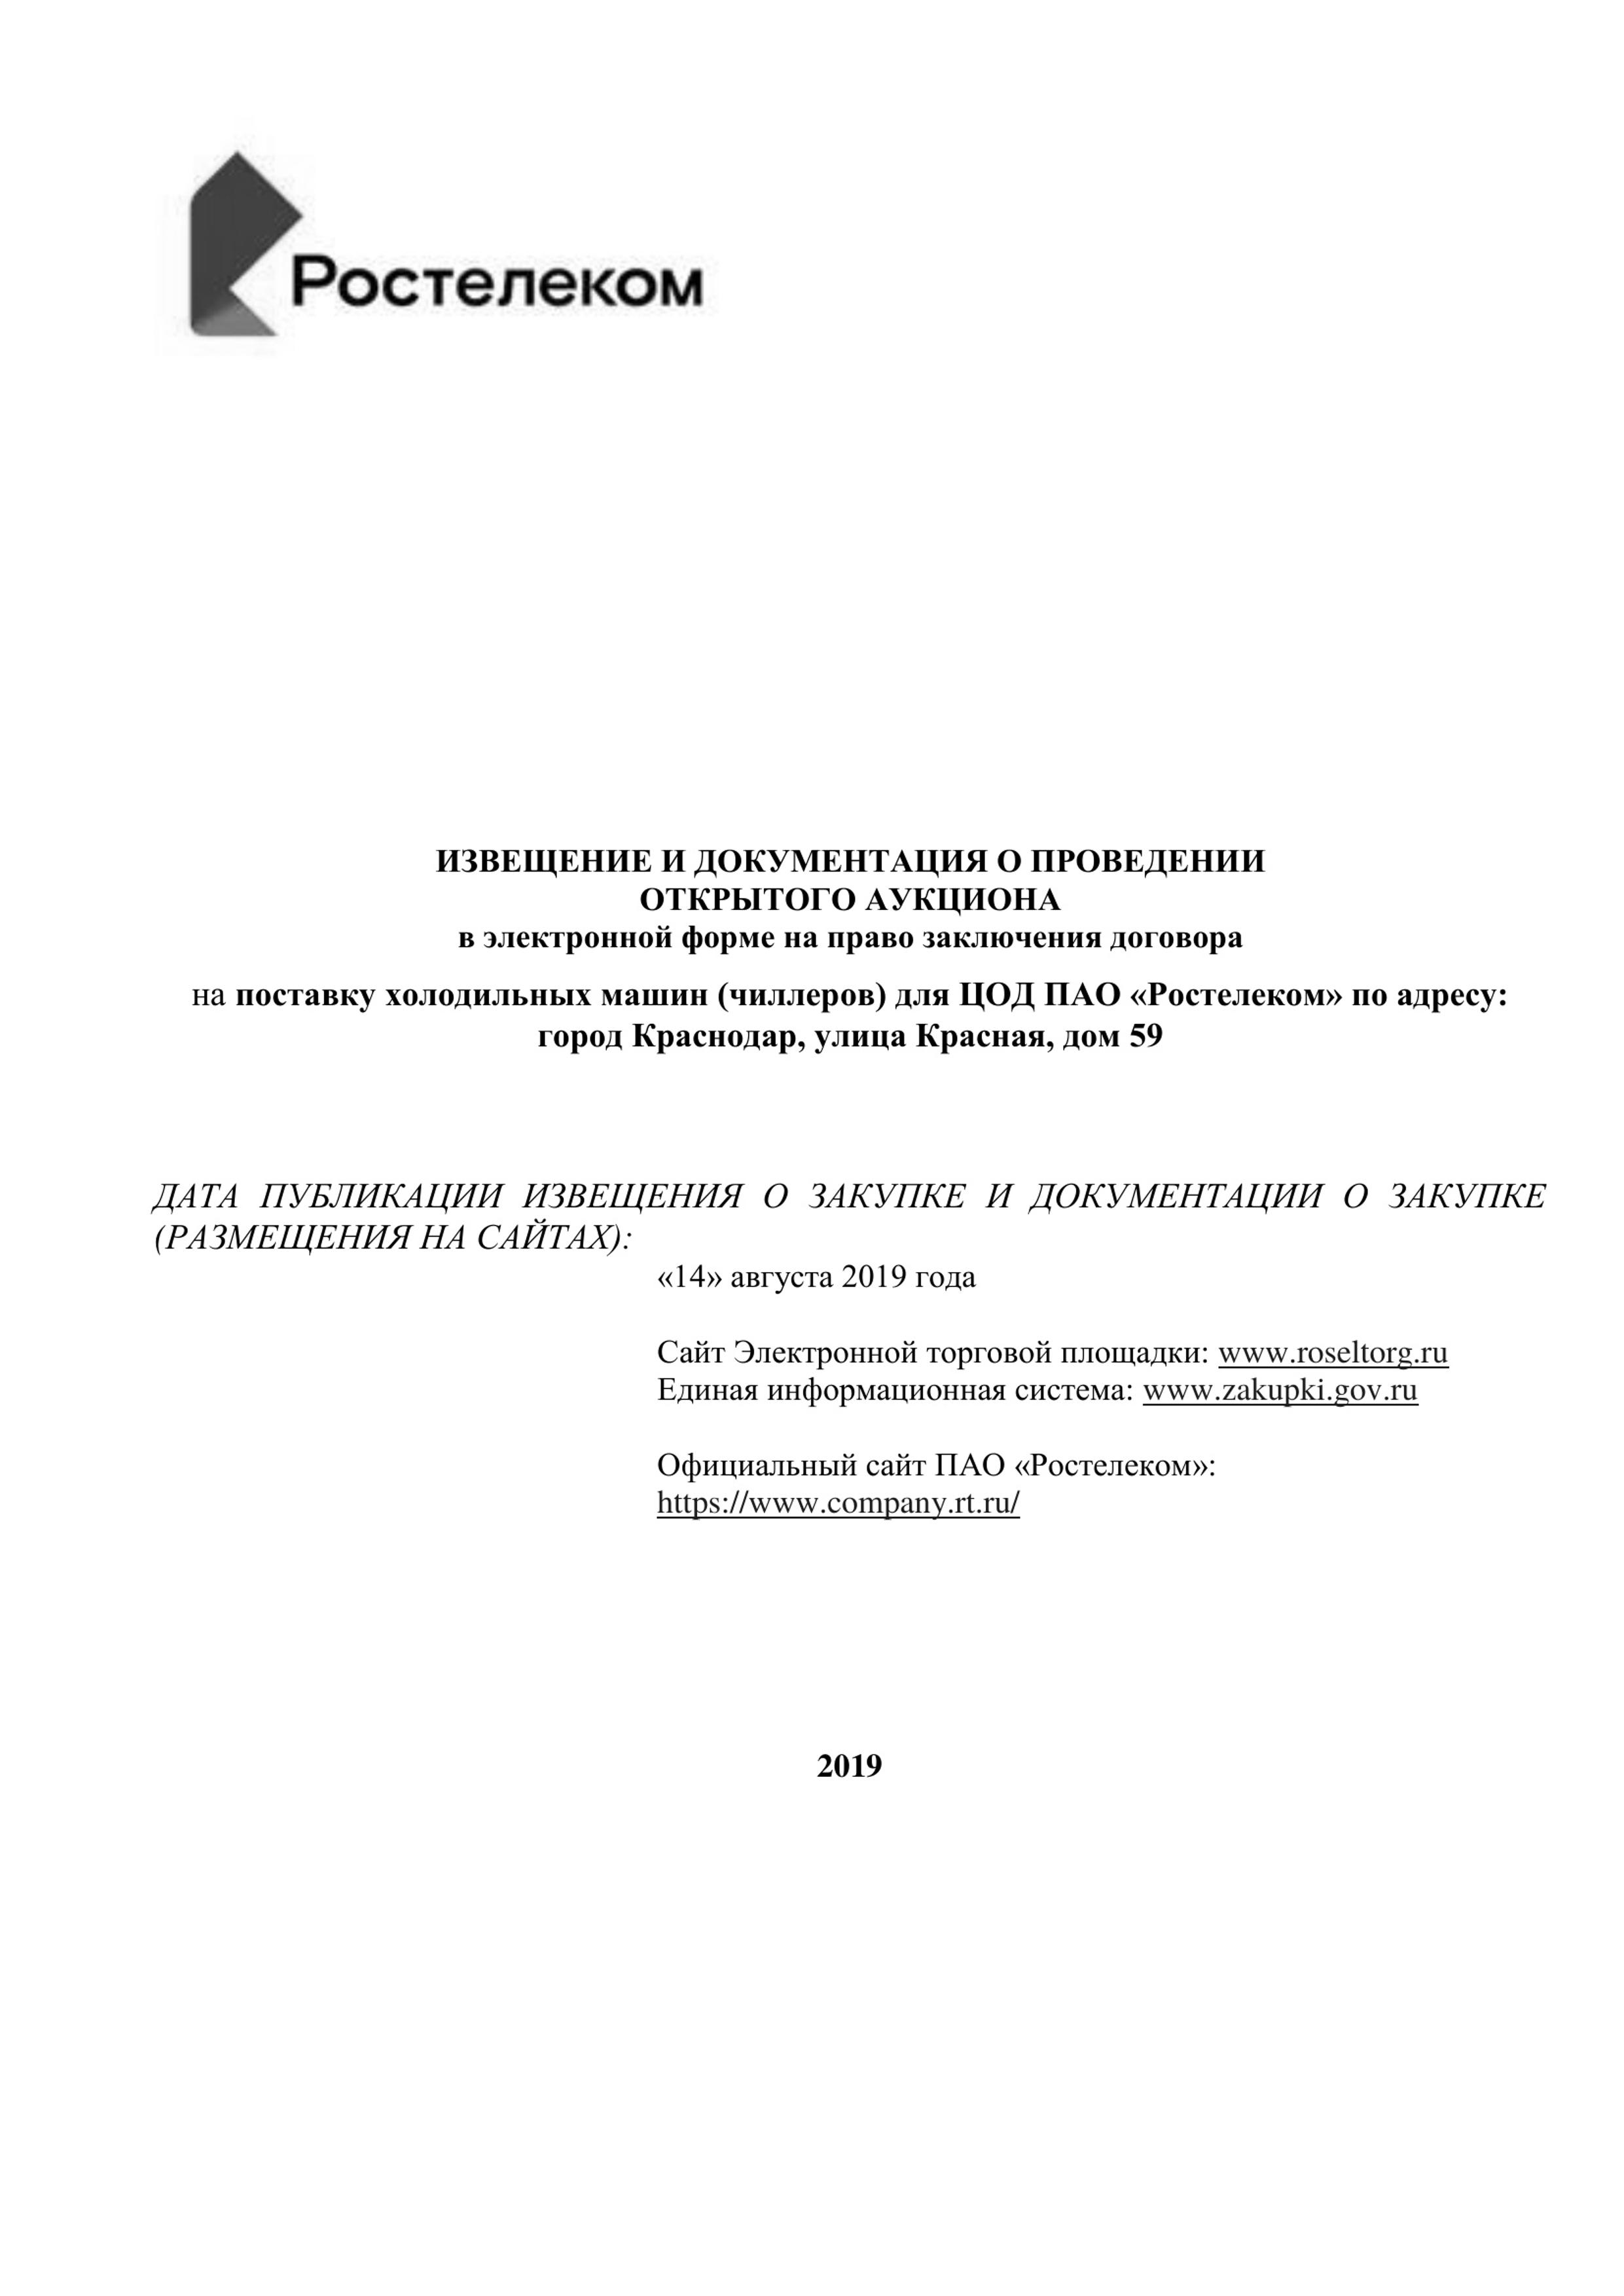 Ростелеком
ИЗВЕЩЕНИЕ И ДОКУМЕНТАЦИЯ О ПРОВЕДЕНИИ
ОТКРЫТОГО АУКЦИОНА
в электронной форме на право заключения договора
на поставку холодильных машин (чиллеров) для ЦОД ПАО «Ростелеком» по адресу:
город Краснодар, улица Красная, дом 59
ДАТА ПУБЛИКАЦИИ ИЗВЕЩЕНИЯ О ЗАКУПКЕ И ДОКУМЕНТАЦИИ О ЗАКУПКЕ
(РАЗМЕЩЕНИЯ НА САЙТАХ):
«14» августа 2019 года
Сайт Электронной торговой площадки: www.roseltorg.ru
Единая информационная система: www.zakupki.gov.ru
Официальный сайт ПАО «Ростелеком»:
https://www.company.rt.ru/
2019